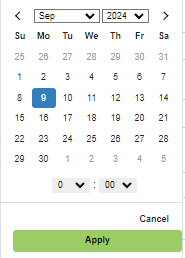 Sep 2024
Su Mo Tu We Th Fr Sa
25 26 27 28 29 30 31
1 2 3 4 5 6 7
8 9 10 11 12 13 14
15 16 17 18 19 20 21
22 23 24 25 26 27 28
29 30 1 2 3 4 5
0 : 00
Cancel
Apply